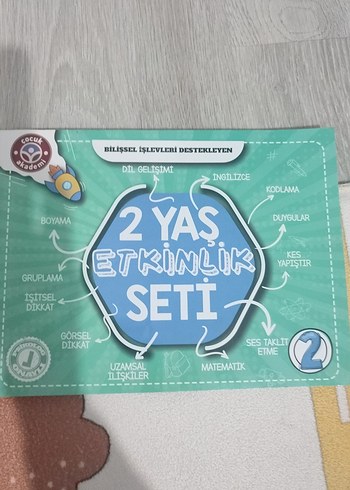 çocuk
akademi
BİLİŞSEL İŞLEVLERİ DESTEKLEYEN
DİL GELİŞİMİ
İNGİLİZCE
KODLAMA
BOYAMA
DUYGULAR
2 YAŞ
ETKİNLİK
SETİ
KES
YAPIŞTIR
GRUPLAMA
İŞİTSEL
DİKKAT
GÖRSEL
DİKKAT
SES TAKLİT
ETME
UZAMSAL
İLİŞKİLER
MATEMATİK
2